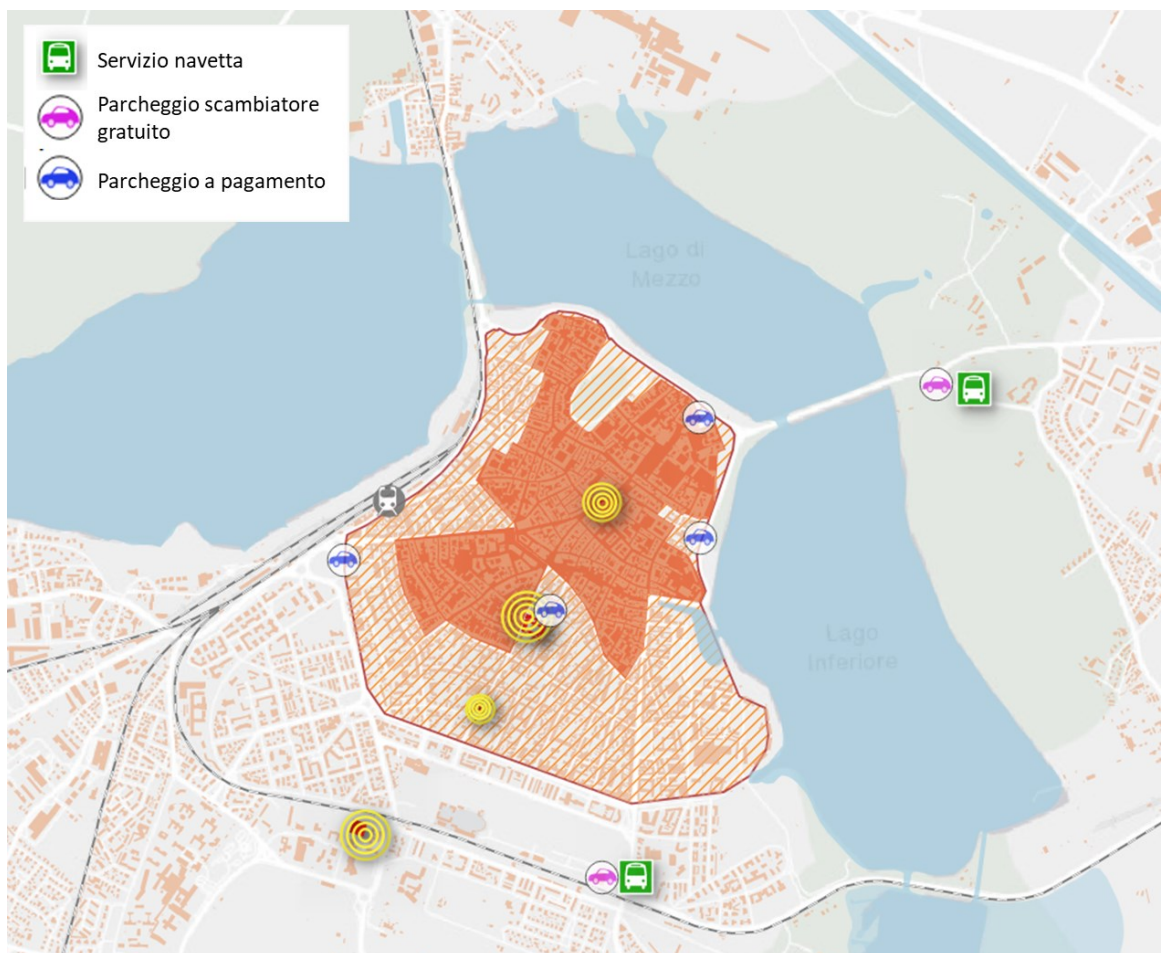 Servizio navetta
Parcheggio scambiatore
gratuito
Parcheggio a pagamento
Lago di
Mezzo
Lago
Inferiore